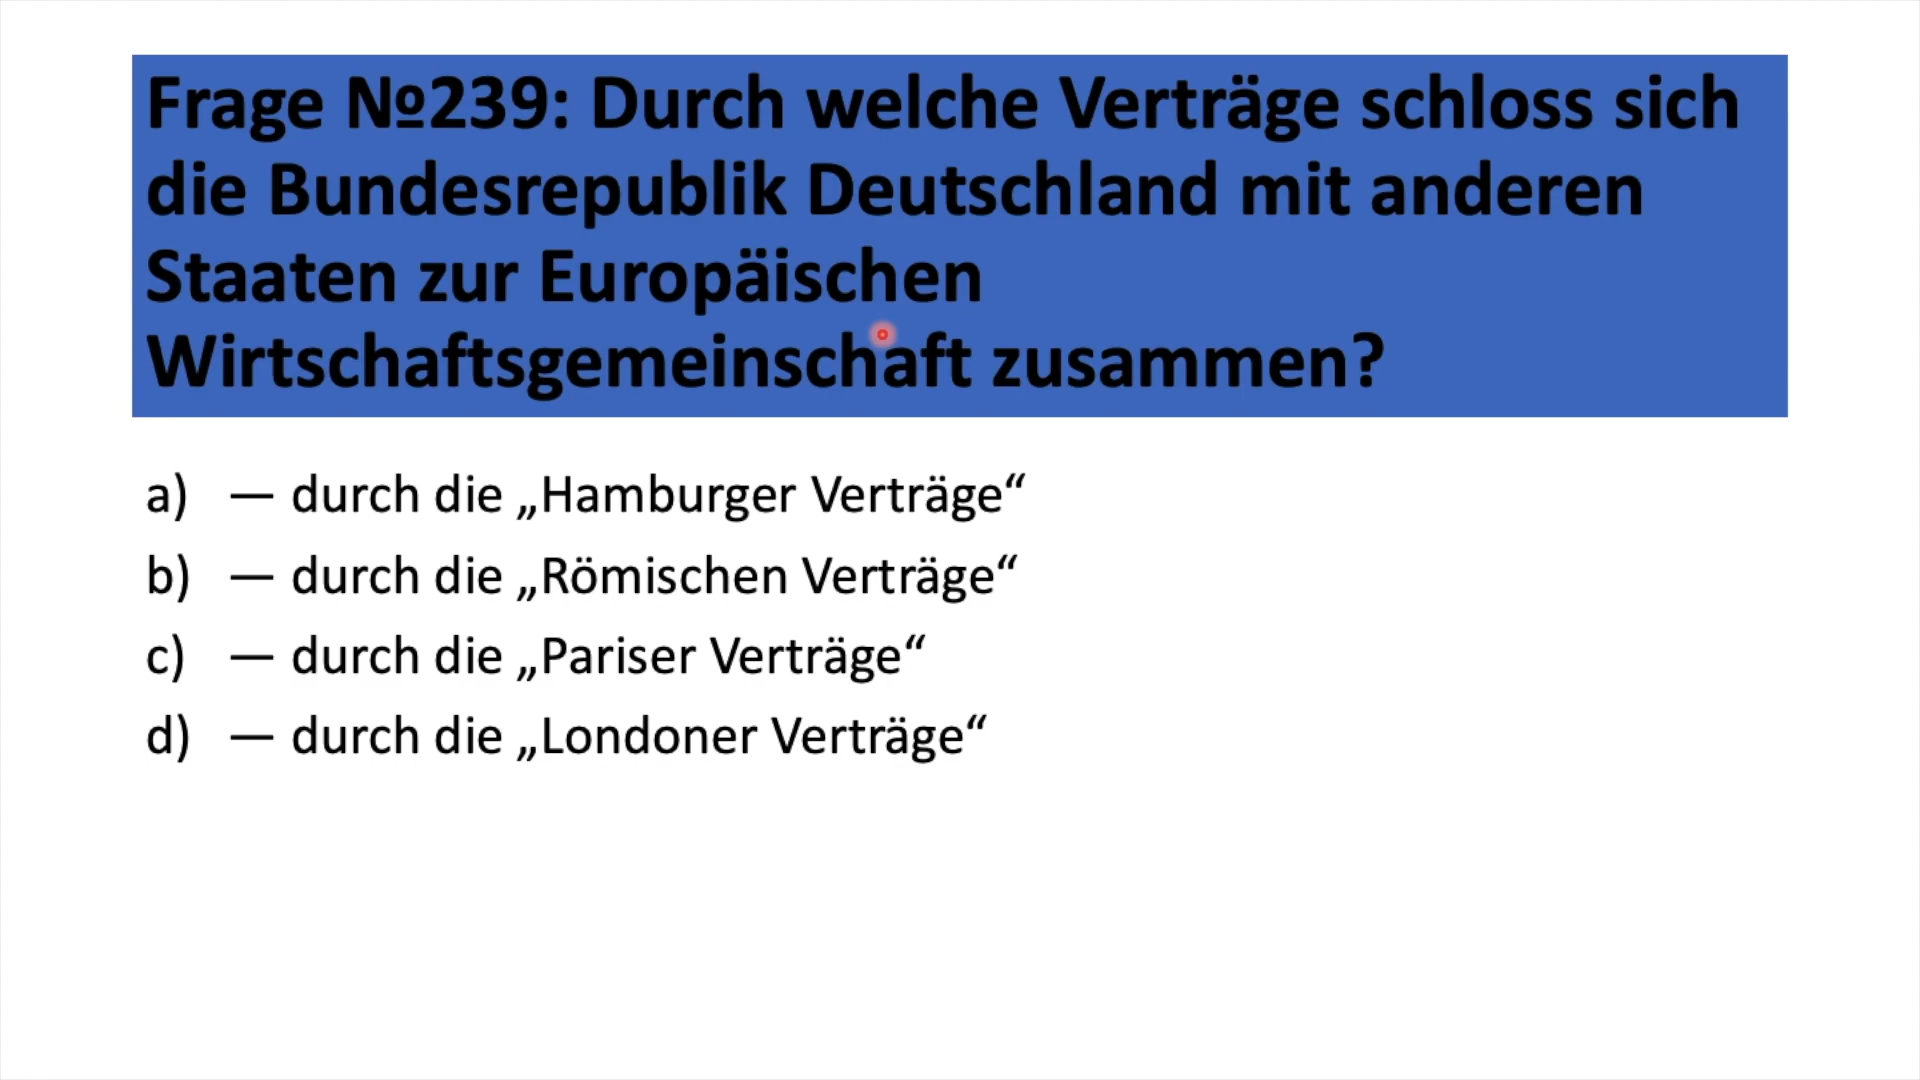 Frage №239: Durch welche Verträge schloss sich
die Bundesrepublik Deutschland mit anderen
Staaten zur Europäischen
Wirtschaftsgemeinschaft zusammen?
a) — durch die „Hamburger Verträge“
b) — durch die „Römischen Verträge“
c) — durch die „Pariser Verträge“
d) — durch die „Londoner Verträge“